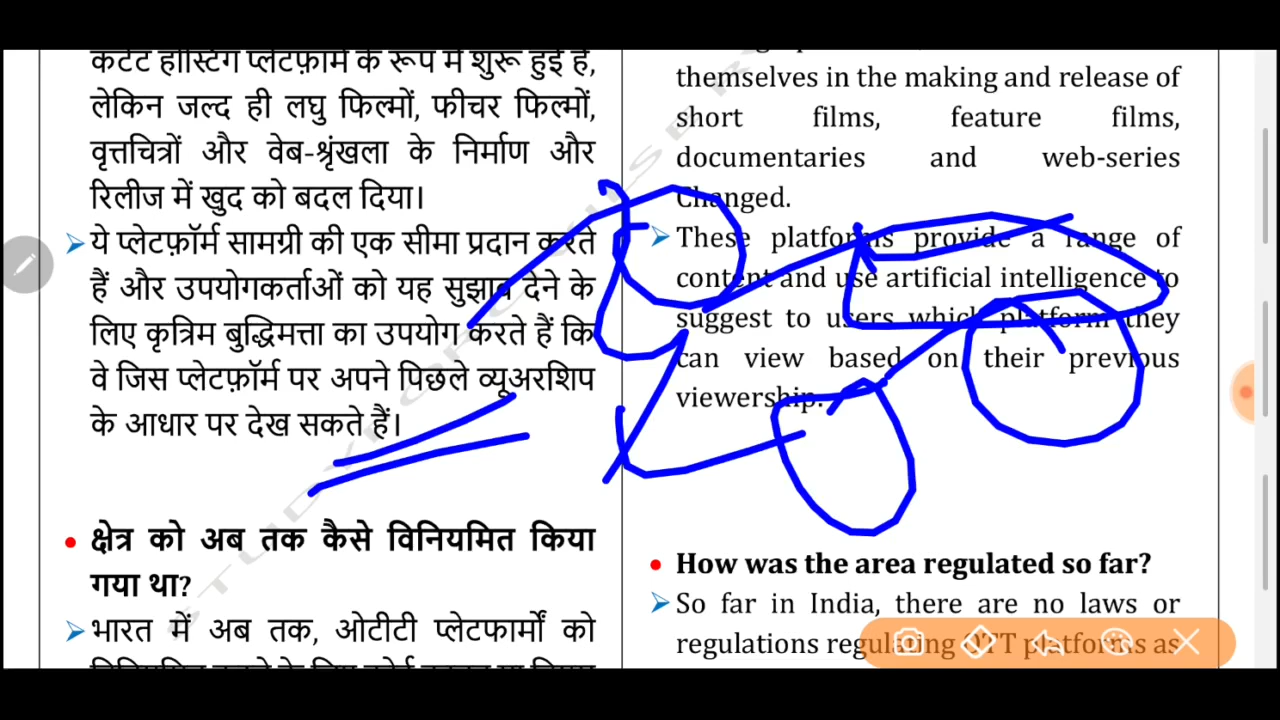 कंटेंट होस्टिंग प्लेटफ़ॉर्म के रूप में शुरू हुई हैं,
लेकिन जल्द ही लघु फिल्मों, फीचर फिल्मों,
वृत्तचित्रों और वेब-श्रृंखला के निर्माण और
रिलीज में खुद को बदल दिया।
ये प्लेटफ़ॉर्म सामग्री की एक सीमा प्रदान करते
हैं और उपयोगकर्ताओं को यह सुझाव देने के
लिए कृत्रिम बुद्धिमत्ता का उपयोग करते हैं कि
वे जिस प्लेटफ़ॉर्म पर अपने पिछले व्यूअरशिप
के आधार पर देख सकते हैं।
क्षेत्र को अब तक कैसे विनियमित किया
गया था?
भारत में अब तक, ओटीटी प्लेटफार्मों को
themselves in the making and release of
short films, feature films,
documentaries and web-series
Changed.
These platforms provide a range of
content and use artificial intelligence to
suggest to users which platform they
can view based on their previous
viewership.
How was the area regulated so far?
So far in India, there are no laws or
regulations regulating OTT platforms as